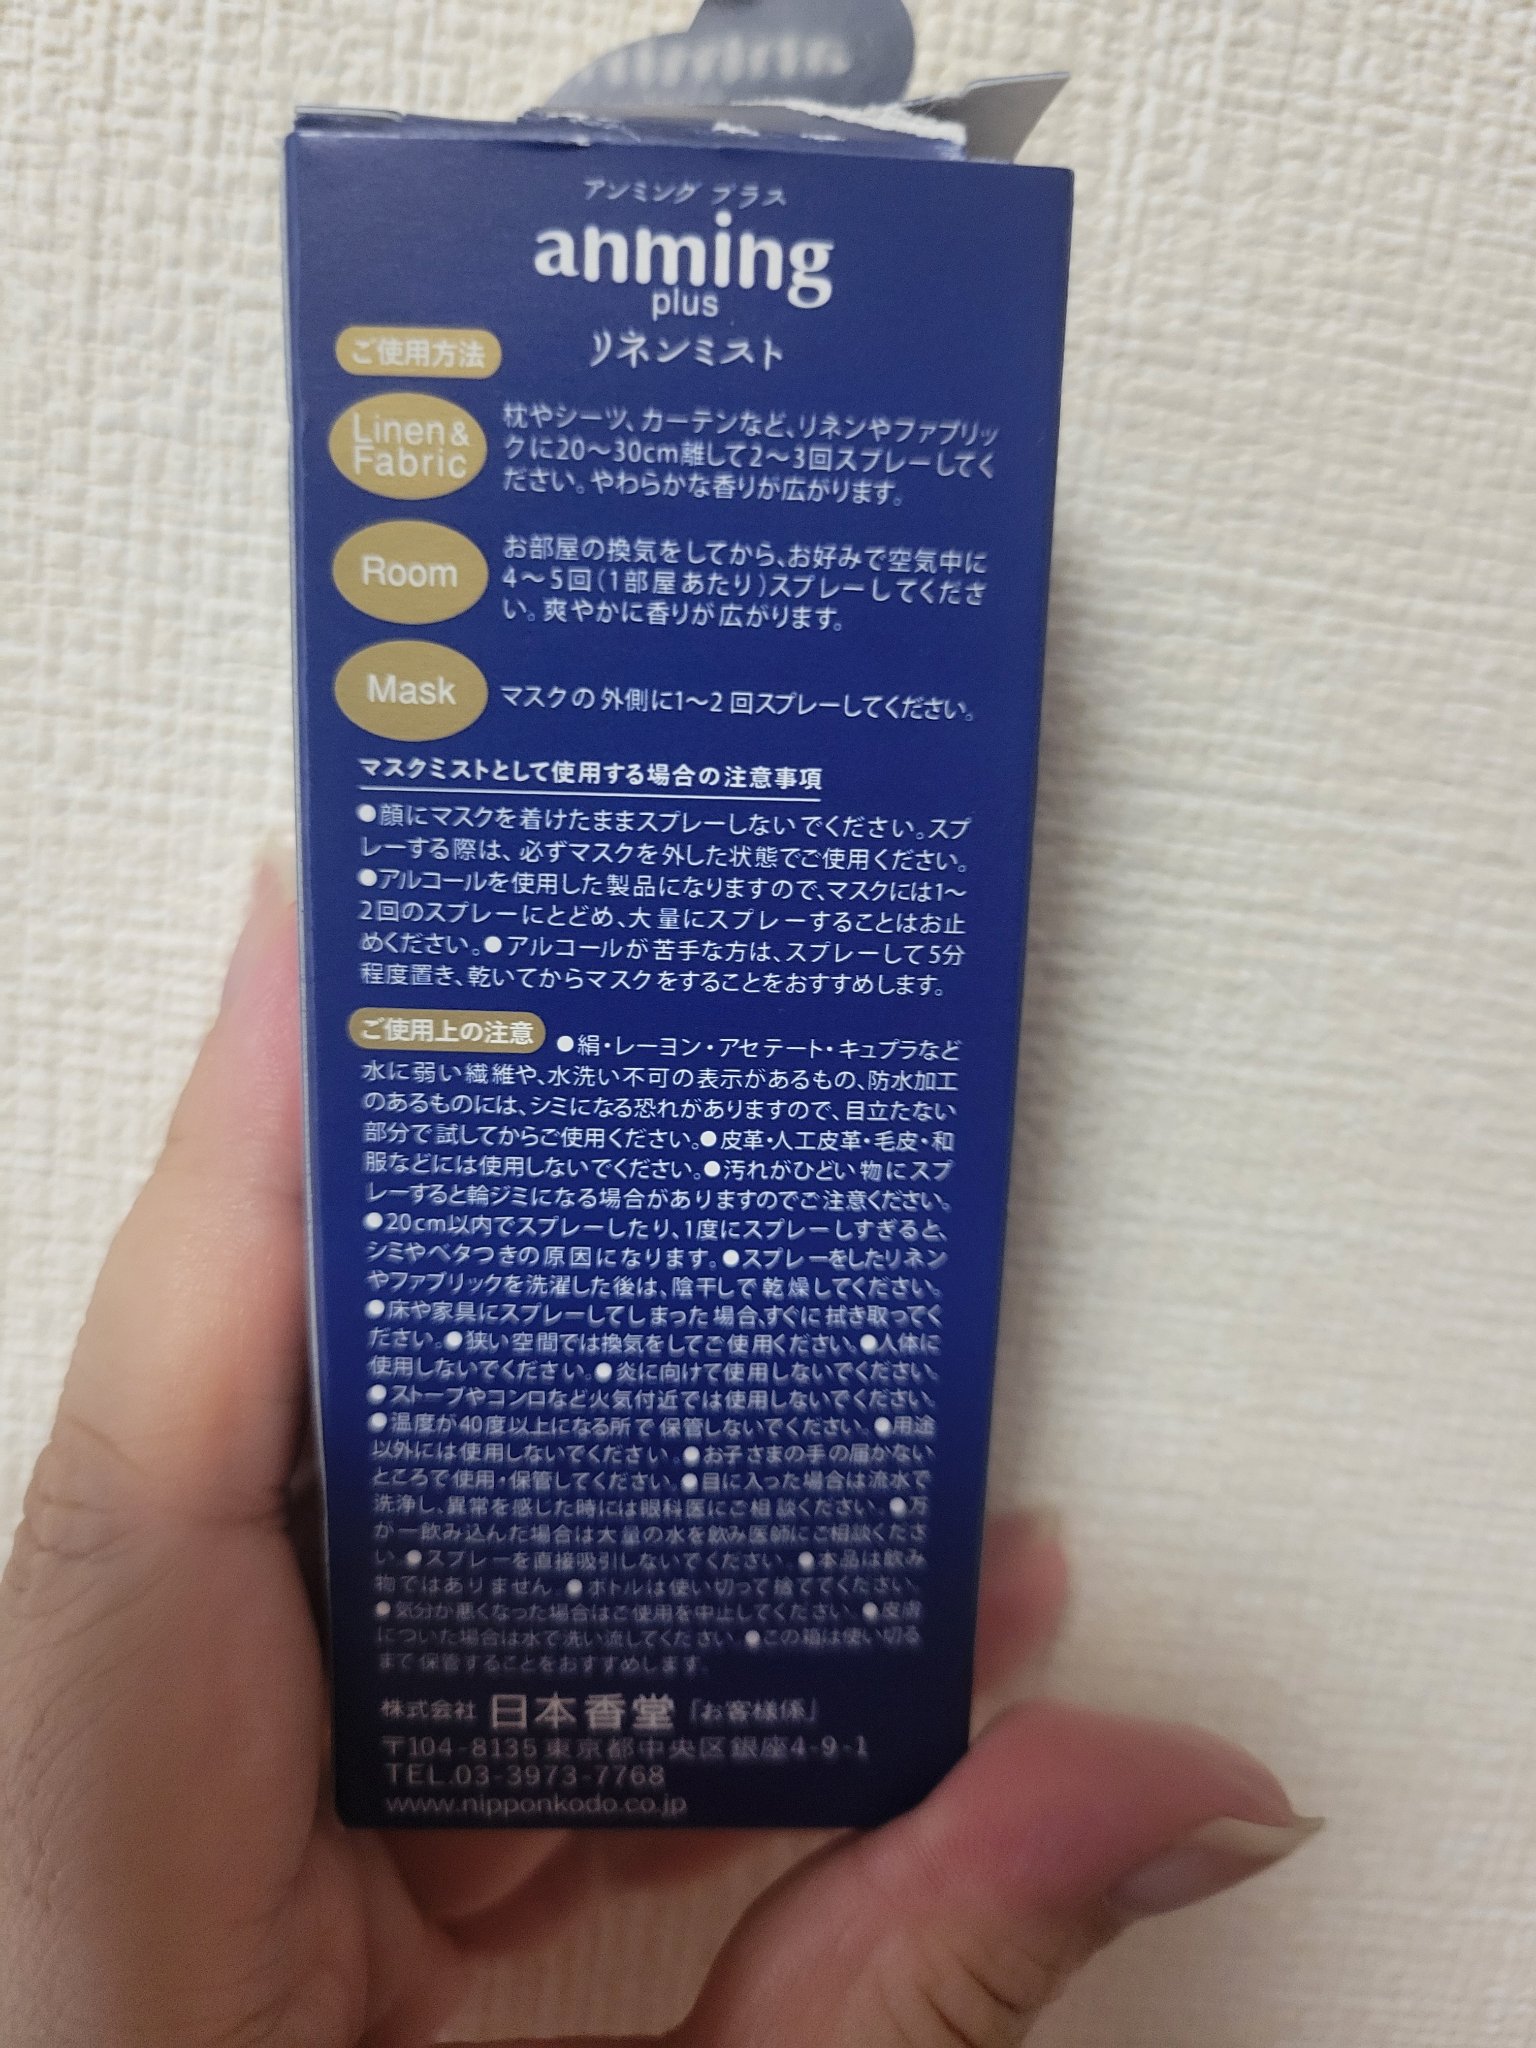 アンミング プラス
anming
plus
リネンミスト
ご使用方法
Linen &
Fabric
枕やシーツ、カーテンなど、リネンやファブリッ
クに20〜30cm離して2〜3回スプレーしてく
ださい。やわらかな香りが広がります。
Room
お部屋の換気をしてから、お好みで空気中に
4〜5回（1部屋あたり）スプレーしてくださ
い。爽やかに香りが広がります。
Mask
マスクの外側に1〜2回スプレーしてください。
マスクミストとして使用する場合の注意事項
●顔にマスクを着けたままスプレーしないでください。スプ
レーする際は、必ずマスクを外した状態でご使用ください。
●アルコールを使用した製品になりますので、マスクには1〜
2回のスプレーにとどめ、大量にスプレーすることはお止
めください。●アルコールが苦手な方は、スプレーして5分
程度置き、乾いてからマスクをすることをおすすめします。
ご使用上の注意 ●絹・レーヨン・アセテート・キュプラなど
水に弱い繊維や、水洗い不可の表示があるもの、防水加工
のあるものには、シミになる恐れがありますので、目立たない
部分で試してからご使用ください。●皮革・人工皮革・毛皮・和
服などには使用しないでください。●汚れがひどい物にスプ
レーすると輪ジミになる場合がありますのでご注意ください。
●20cm以内でスプレーしたり、1度にスプレーしすぎると、
シミやベタつきの原因になります。●スプレーをしたリネン
やファブリックを洗濯した後は、陰干しで乾燥してください。
●床や家具にスプレーしてしまった場合、すぐに拭き取ってく
ださい。●狭い空間では換気をしてご使用ください。●人体に
使用しないでください。●炎に向けて使用しないでください。
●ストーブやコンロなど火気付近では使用しないでください。
●温度が40度以上になる所で保管しないでください。●用途
以外には使用しないでください。●お子さまの手の届かない
ところで使用・保管してください。●目に入った場合は流水で
洗浄し、異常を感じた時には眼科医にご相談ください。●万
が一飲み込んだ場合は大量の水を飲み医師にご相談くださ
い。●スプレーを直接吸引しないでください。●本品は飲み
物ではありません。●ボトルは使い切って捨ててください。
●気分が悪くなった場合はご使用を中止してください。●皮膚
についた場合は水で洗い流してください。●この箱は使い切る
まで保管することをおすすめします。
株式会社 日本香堂「お客様係」
〒104-8135 東京都中央区銀座4-9-1
TEL.03-3973-7768
www.nipponkodo.co.jp